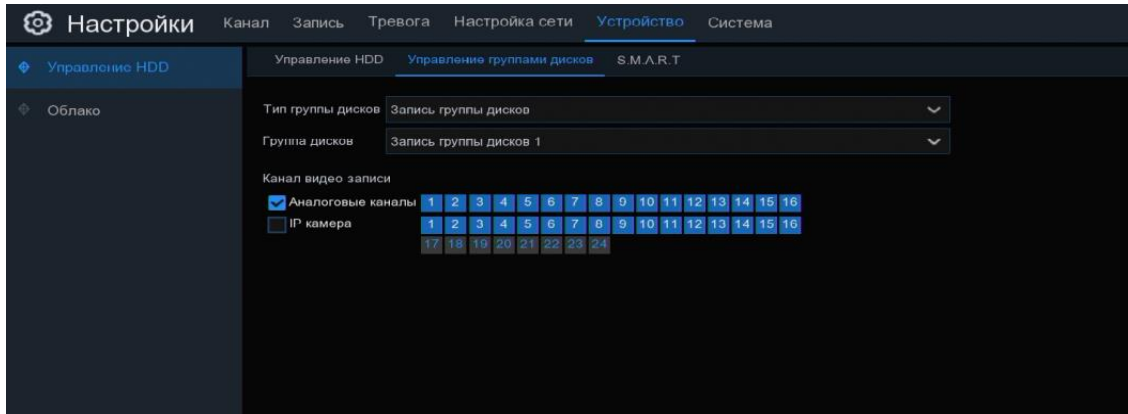 Настройки Канал Запись Тревога Настройка сети Устройство Система
Управление HDD Управление HDD Управление группами дисков S.M.A.R.T
Облако
Тип группы дисков Запись группы дисков
Группа дисков Запись группы дисков 1
Канал видео записи
Аналоговые каналы 1 2 3 4 5 6 7 8 9 10 11 12 13 14 15 16
IP камера 1 2 3 4 5 6 7 8 9 10 11 12 13 14 15 16
17 18 19 20 21 22 23 24